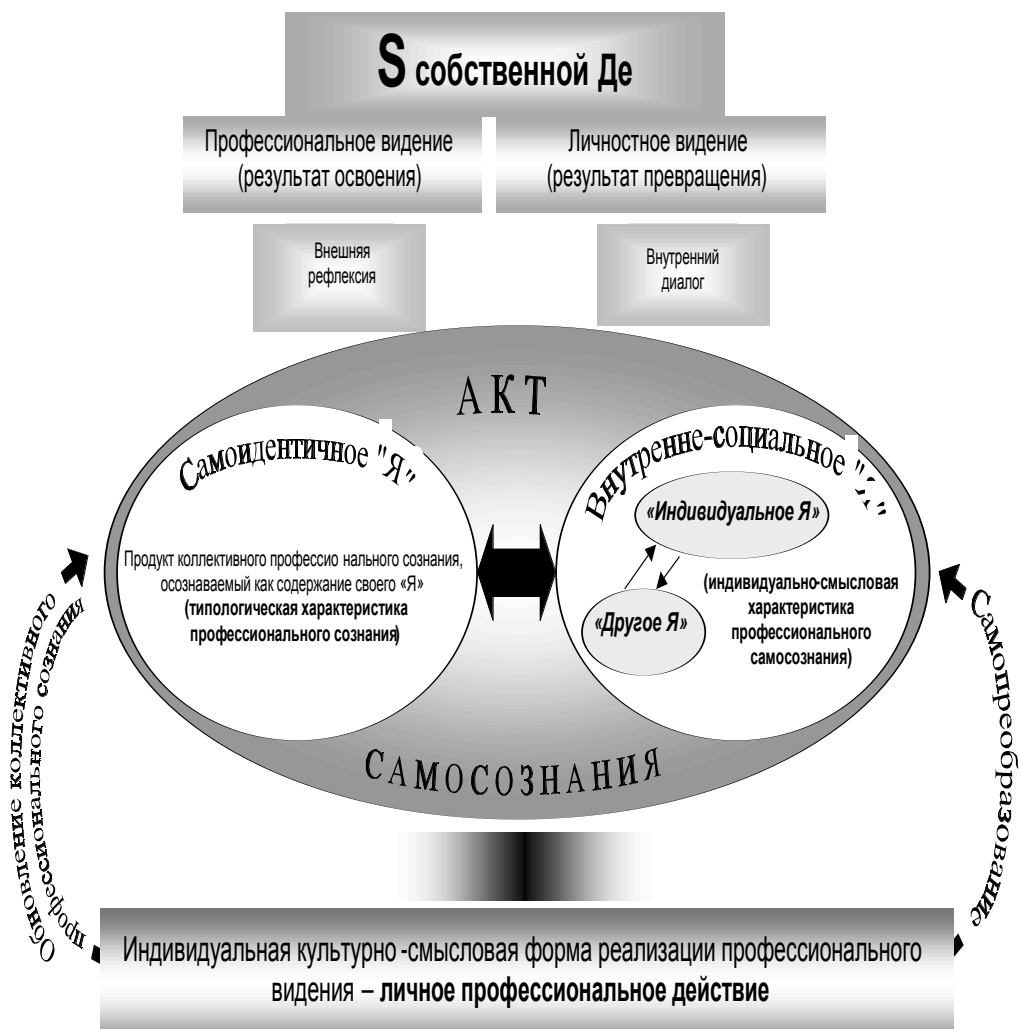 S собственной Де
Профессиональное видение
(результат освоения)
Личностное видение
(результат превращения)
Внешняя
рефлексия
Внутренний
диалог
АКТ
Самоидентичное "Я"
Внутренне-социальное "Я"
«Индивидуальное Я»
Продукт коллективного профессио нального сознания,
осознаваемый как содержание своего «Я»
(типологическая характеристика
профессионального сознания)
«Другое Я»
(индивидуально-смысловая
характеристика
профессионального
самосознания)
САМОСОЗНАНИЯ
Обновление коллективного
профессионального сознания
Самопреобразование
Индивидуальная культурно -смысловая форма реализации профессионального
видения – личное профессиональное действие